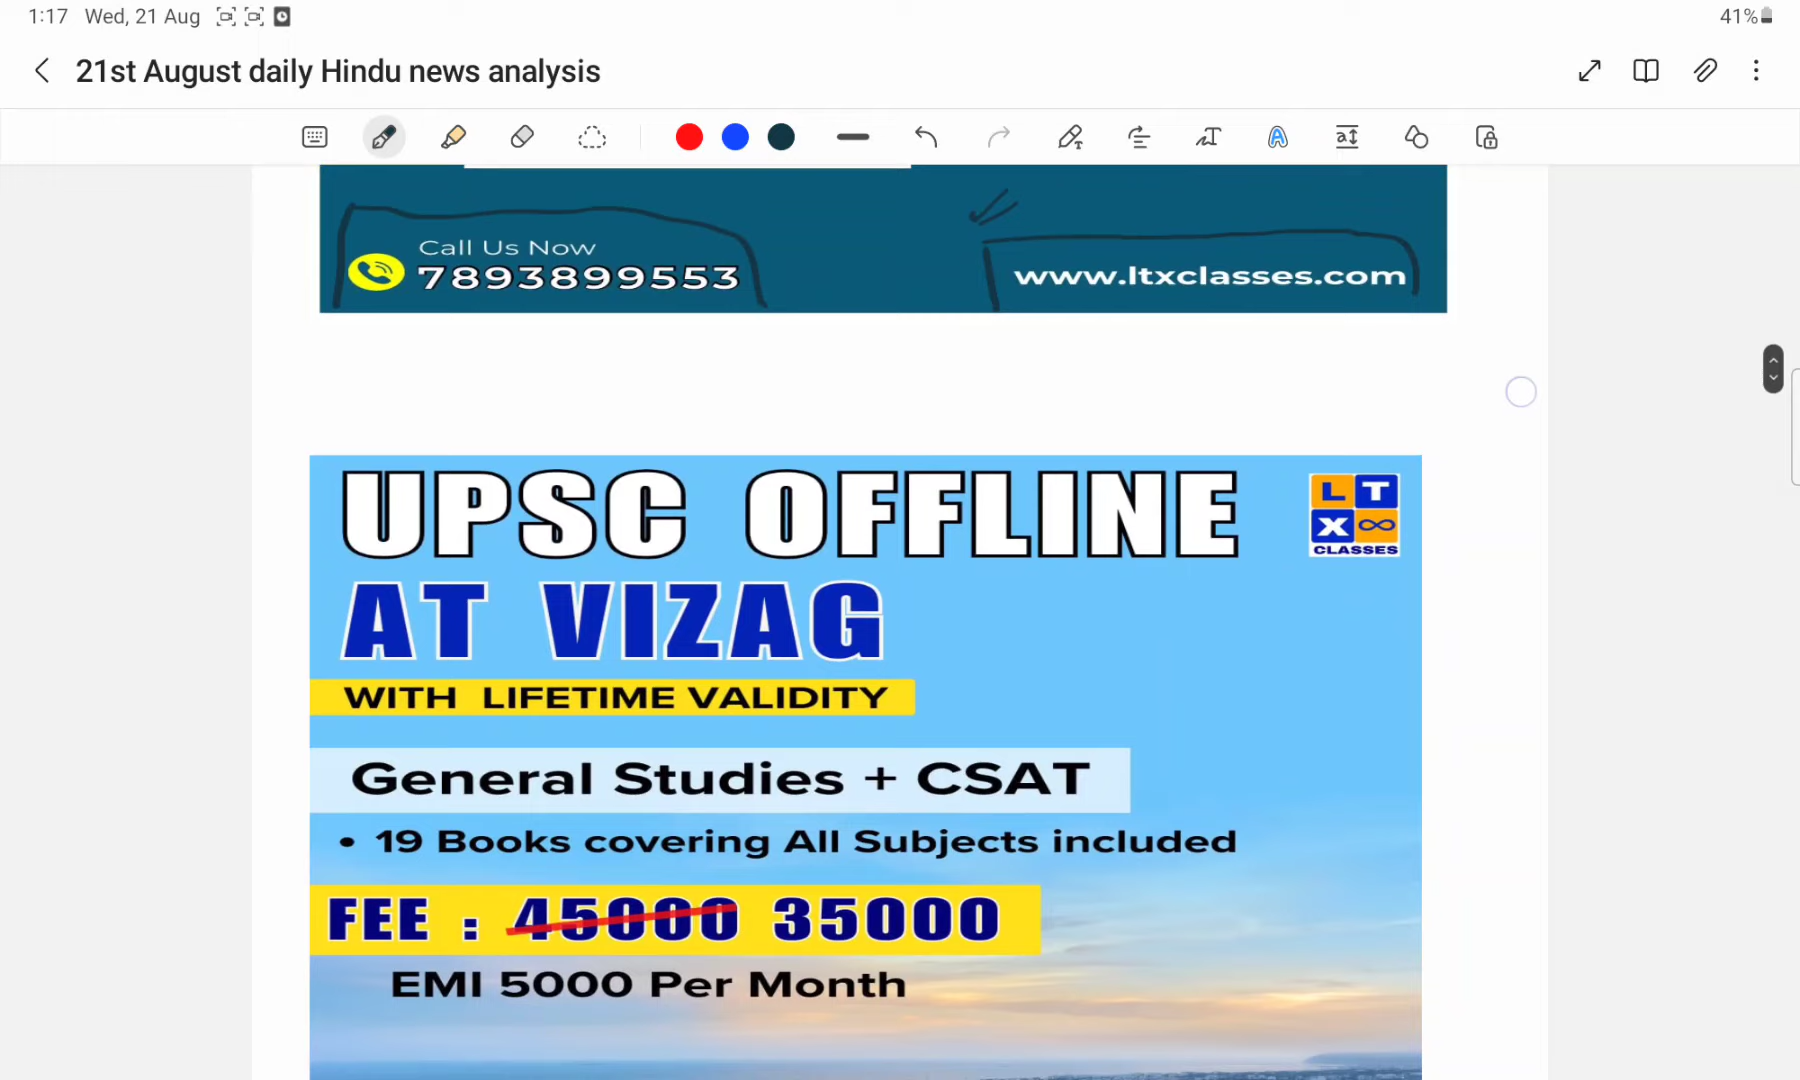 1:17 Wed, 21 Aug 41%
21st August daily Hindu news analysis
Call Us Now
7893899553
www.ltxclasses.com
UPSC OFFLINE
L T
X ∞
CLASSES
AT VIZAG
WITH LIFETIME VALIDITY
General Studies + CSAT
• 19 Books covering All Subjects included
FEE : 45000 35000
EMI 5000 Per Month